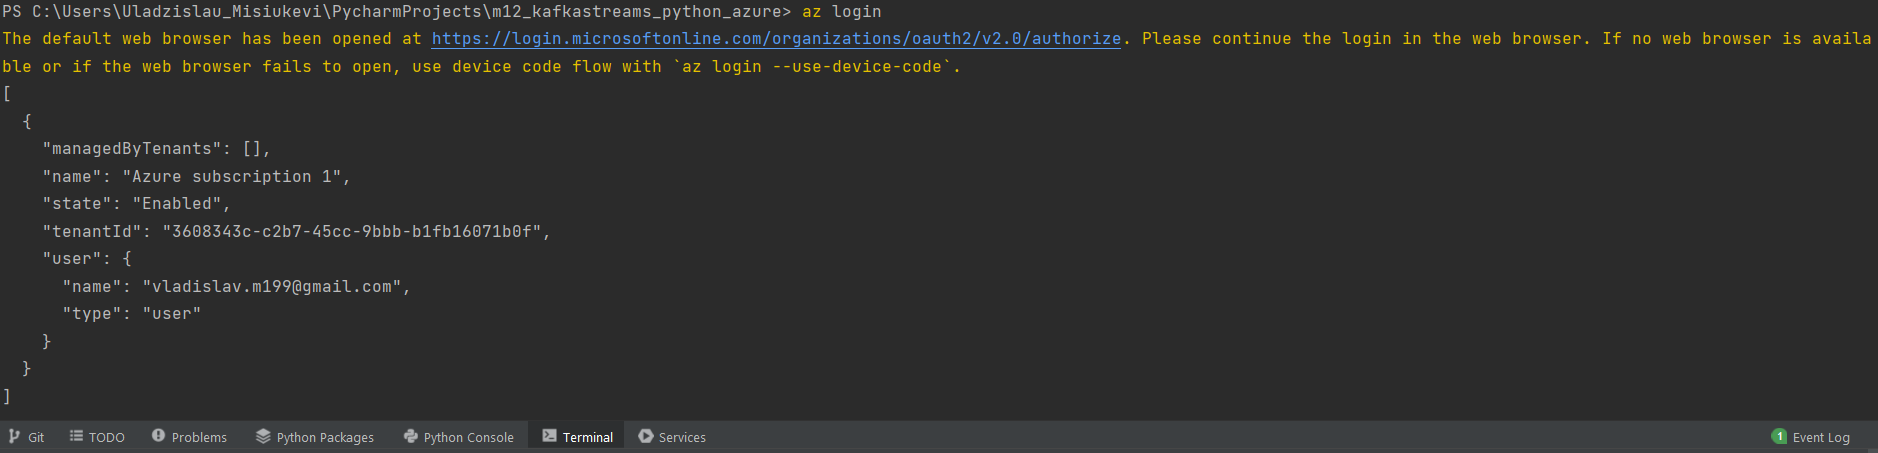 PS C:\Users\Uladzislau_Misiukevi\PycharmProjects\m12_kafkastreams_python_azure> az login
The default web browser has been opened at https://login.microsoftonline.com/organizations/oauth2/v2.0/authorize. Please continue the login in the web browser. If no web browser is availa
ble or if the web browser fails to open, use device code flow with `az login --use-device-code`.
[
  {
    "managedByTenants": [],
    "name": "Azure subscription 1",
    "state": "Enabled",
    "tenantId": "3608343c-c2b7-45cc-9bbb-b1fb16071b0f",
    "user": {
      "name": "vladislav.m199@gmail.com",
      "type": "user"
    }
  }
]
Git TODO Problems Python Packages Python Console Terminal Services 1 Event Log